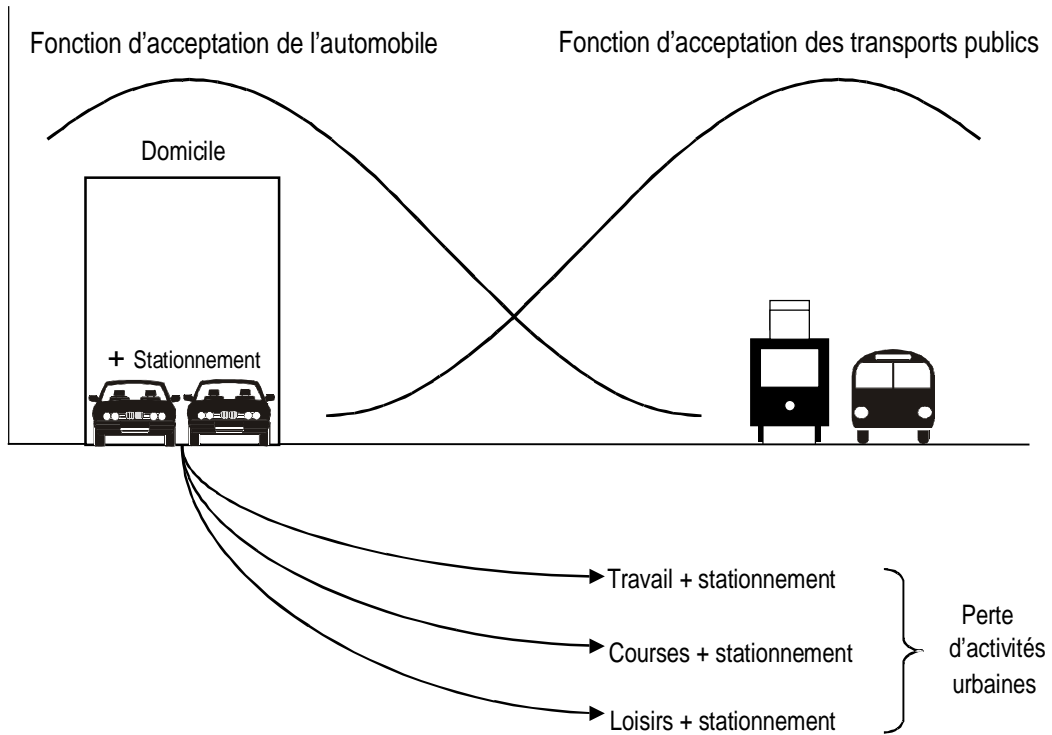 Fonction d'acceptation de l'automobile
Fonction d'acceptation des transports publics
Domicile
+ Stationnement
Travail + stationnement
Courses + stationnement
Loisirs + stationnement
Perte
d'activités
urbaines